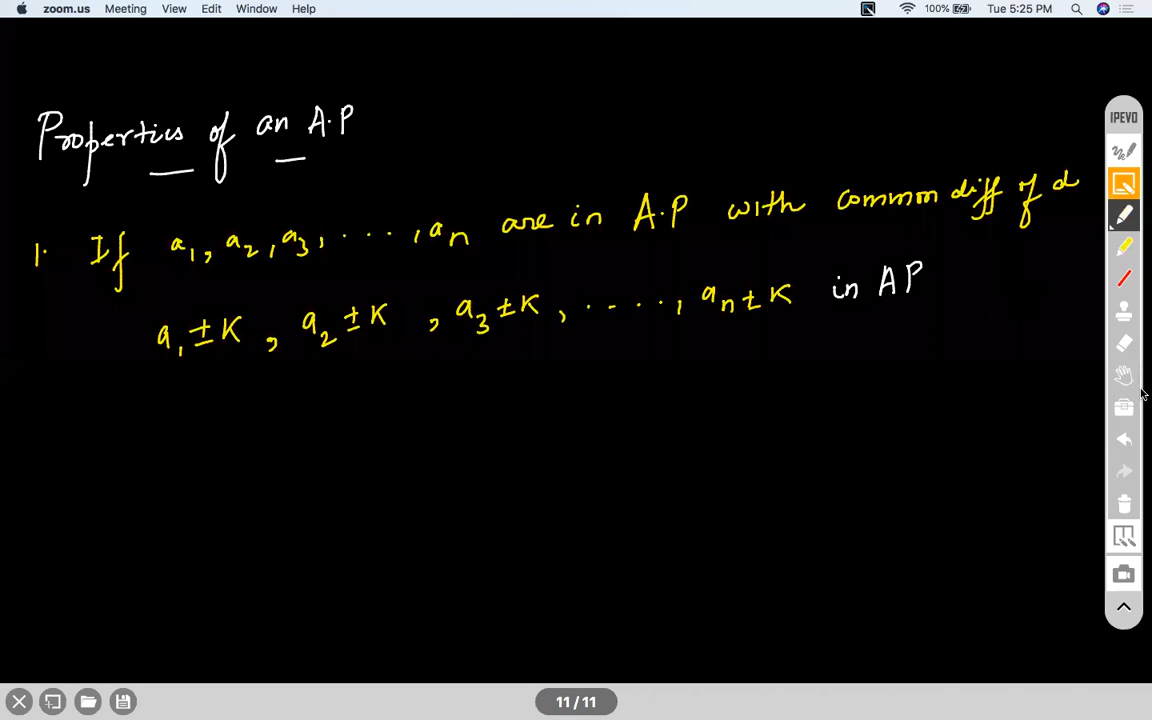 zoom.us Meeting View Edit Window Help 100% Tue 5:25 PM
Properties of an A.P
IPEVO
1. If a₁, a₂, a₃, ....., aₙ are in A.P with common diff of d
a₁ ± K, a₂ ± K, a₃ ± K, ....., aₙ ± K in AP
11/11